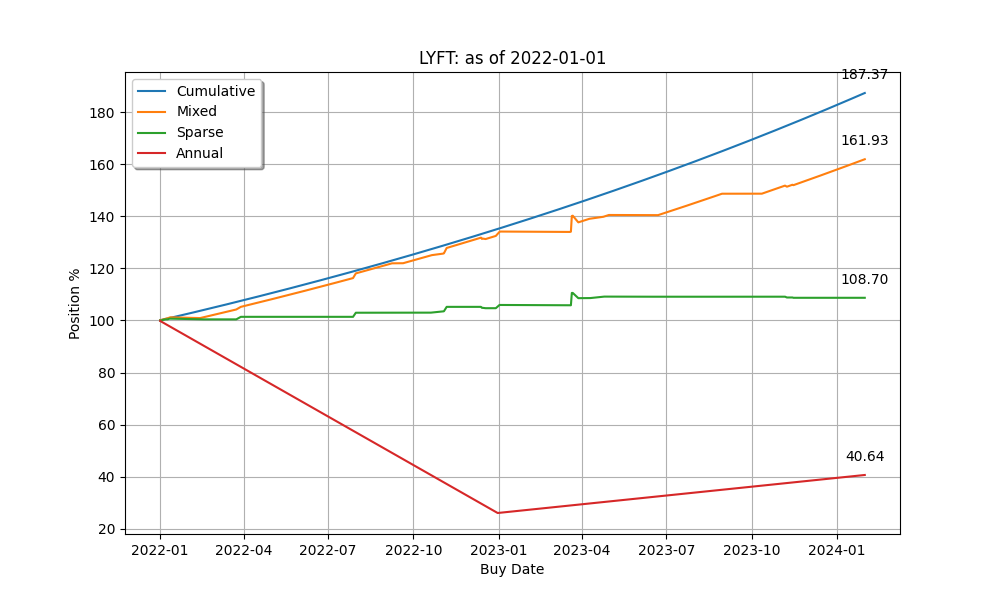 LYFT: as of 2022-01-01
187.37
Cumulative
Mixed
Sparse
Annual
161.93
108.70
40.64
180
160
140
120
100
80
60
40
20
Position %
2022-01 2022-04 2022-07 2022-10 2023-01 2023-04 2023-07 2023-10 2024-01
Buy Date